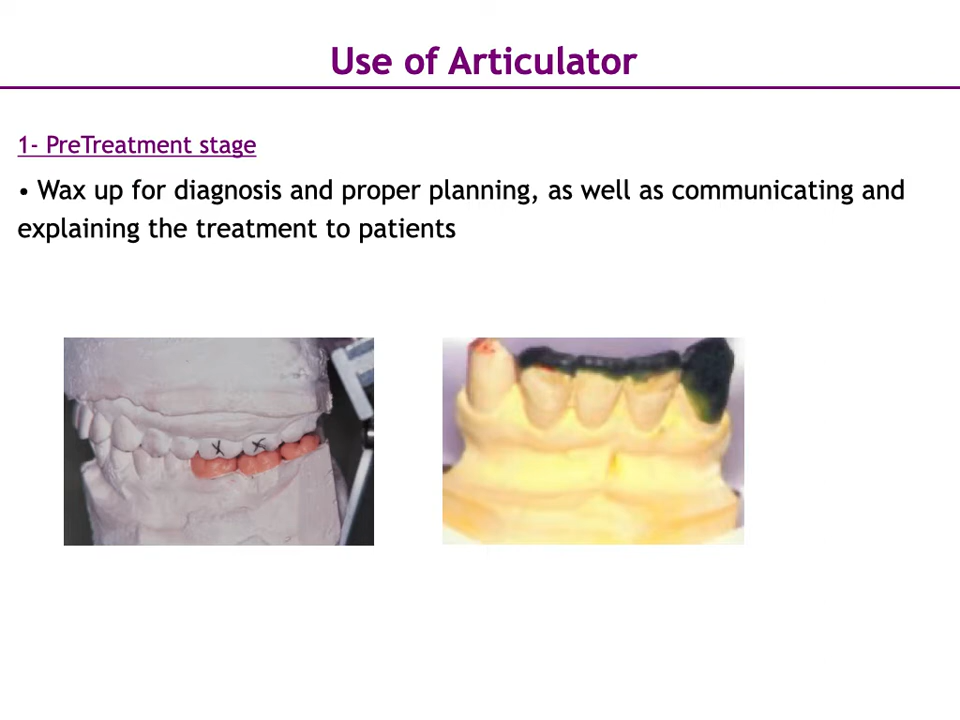 Use of Articulator
1- PreTreatment stage
• Wax up for diagnosis and proper planning, as well as communicating and
explaining the treatment to patients
X X